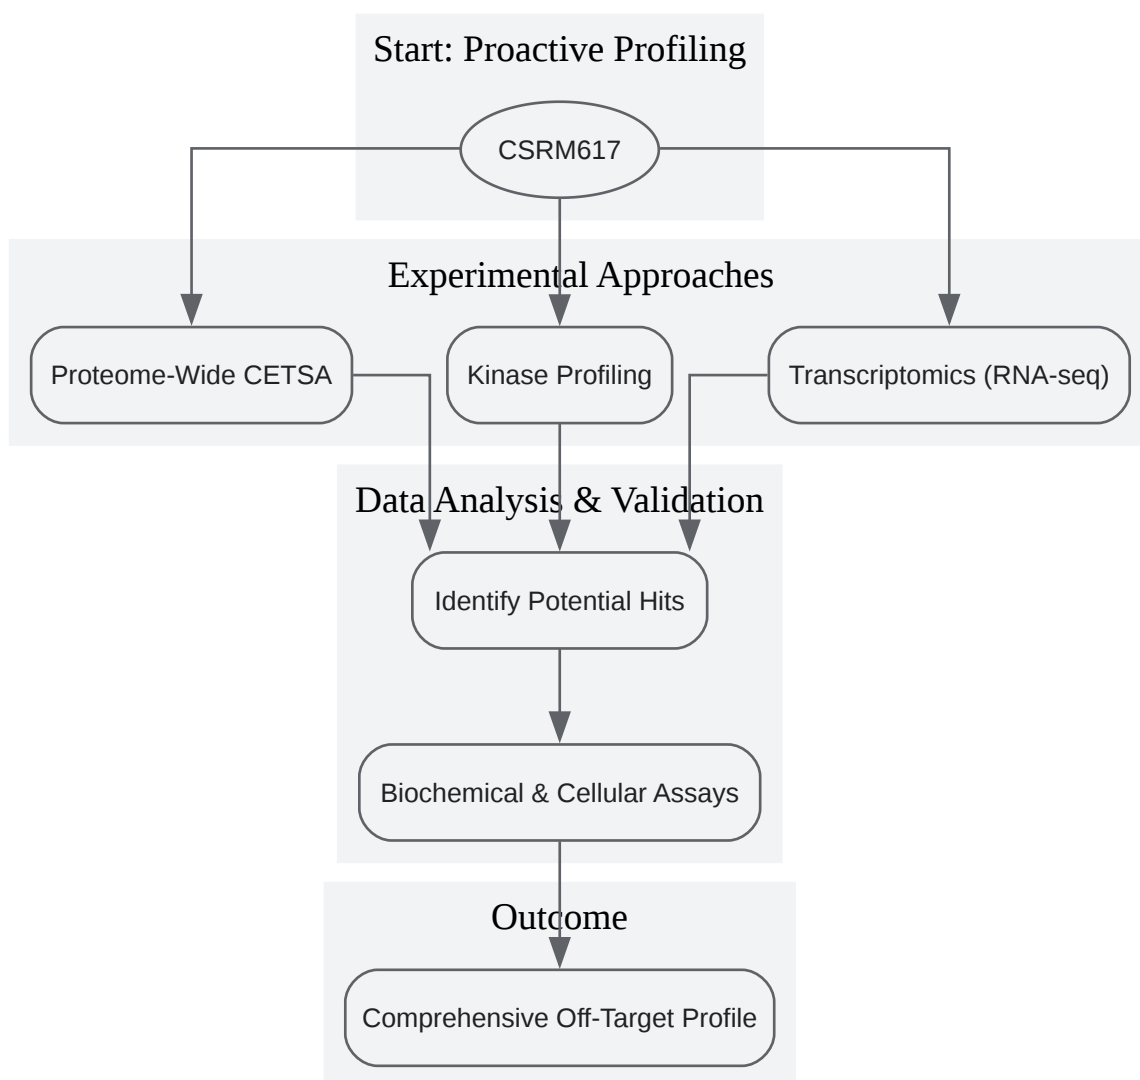 Start: Proactive Profiling
CSRM617
Experimental Approaches
Proteome-Wide CETSA
Kinase Profiling
Transcriptomics (RNA-seq)
Data Analysis & Validation
Identify Potential Hits
Biochemical & Cellular Assays
Outcome
Comprehensive Off-Target Profile